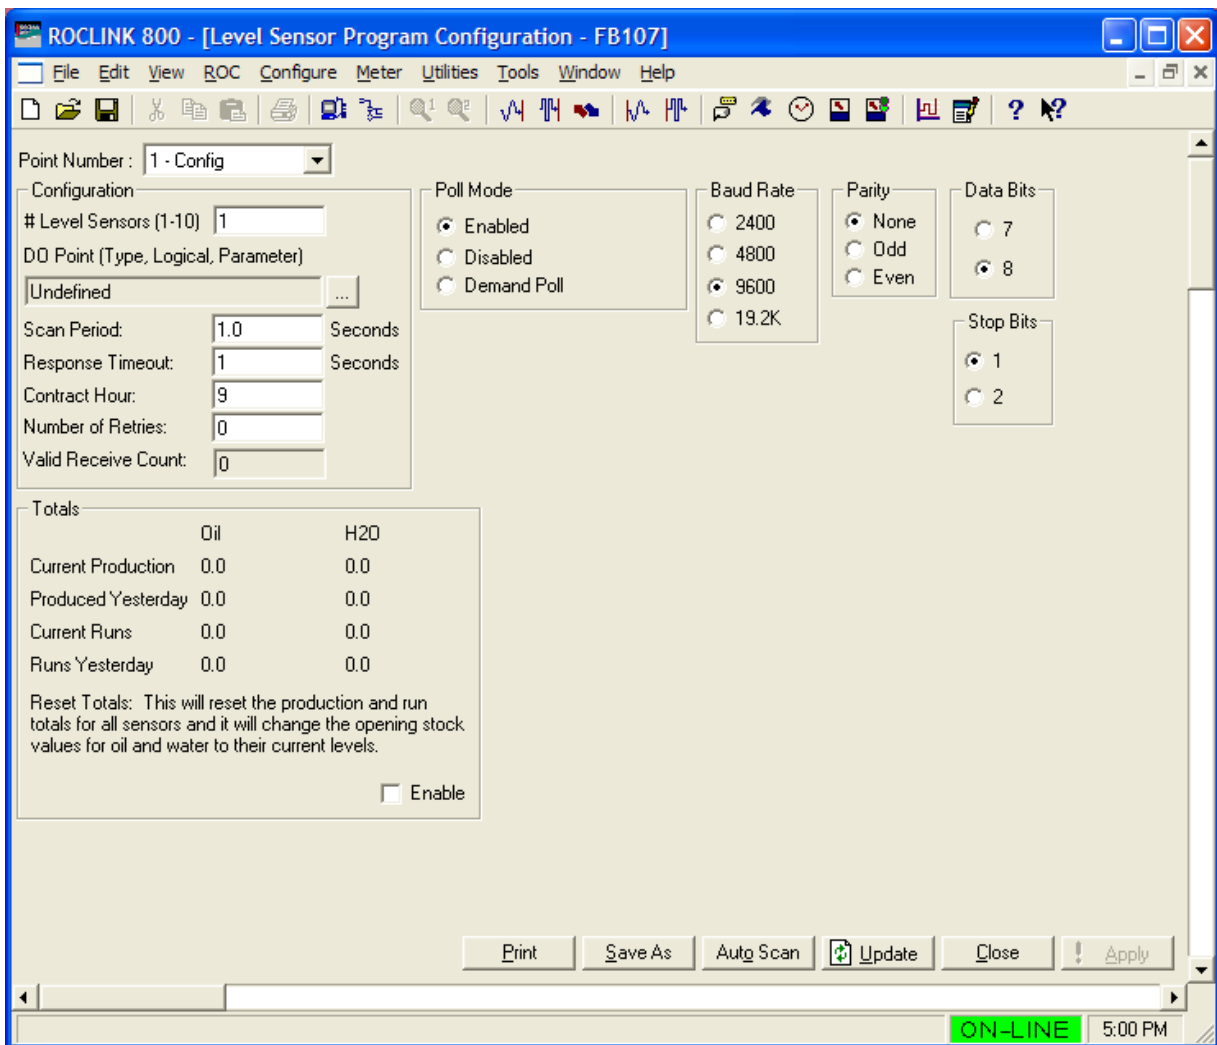 ROCLINK 800 - [Level Sensor Program Configuration - FB107]
File Edit View ROC Configure Meter Utilities Tools Window Help
Point Number : 1 - Config
Configuration
# Level Sensors (1-10) 1
DO Point (Type, Logical, Parameter)
Undefined ...
Scan Period: 1.0 Seconds
Response Timeout: 1 Seconds
Contract Hour: 9
Number of Retries: 0
Valid Receive Count: 0
Poll Mode
Enabled
Disabled
Demand Poll
Baud Rate
2400
4800
9600
19.2K
Parity
None
Odd
Even
Data Bits
7
8
Stop Bits
1
2
Totals
Oil H2O
Current Production 0.0 0.0
Produced Yesterday 0.0 0.0
Current Runs 0.0 0.0
Runs Yesterday 0.0 0.0
Reset Totals: This will reset the production and run
totals for all sensors and it will change the opening stock
values for oil and water to their current levels.
Enable
Print Save As Auto Scan Update Close ! Apply
ON-LINE 5:00 PM